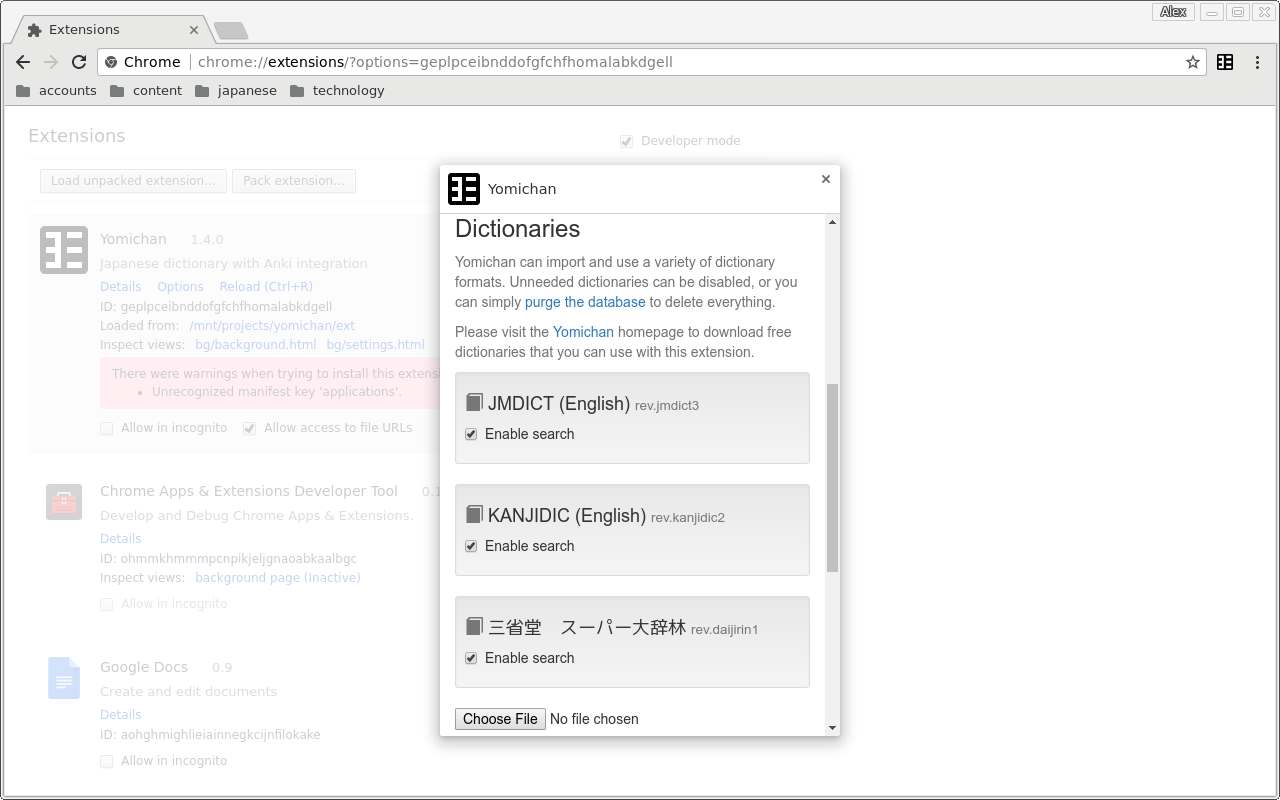 Alex
Extensions
Chrome chrome://extensions/?options=geplpceibnddofgfchfhomalabkdgell
accounts content japanese technology
Extensions
Developer mode
Load unpacked extension... Pack extension...
Yomichan 1.4.0
Japanese dictionary with Anki integration
Details Options Reload (Ctrl+R)
ID: geplpceibnddofgfchfhomalabkdgell
Loaded from: /mnt/projects/yomichan/ext
Inspect views: bg/background.html bg/settings.html
There were warnings when trying to install this extens
• Unrecognized manifest key 'applications'.
Allow in incognito Allow access to file URLs
Chrome Apps & Extensions Developer Tool 0.1
Develop and Debug Chrome Apps & Extensions.
Details
ID: ohmmkhmmmpcnpikjeljgnaoabkaalbgc
Inspect views: background page (Inactive)
Allow in incognito
Google Docs 0.9
Create and edit documents
Details
ID: aohghmighlieiainnegkcijnfilokake
Allow in incognito
Yomichan
Dictionaries
Yomichan can import and use a variety of dictionary
formats. Unneeded dictionaries can be disabled, or you
can simply purge the database to delete everything.
Please visit the Yomichan homepage to download free
dictionaries that you can use with this extension.
JMDICT (English) rev.jmdict3
Enable search
KANJIDIC (English) rev.kanjidic2
Enable search
三省堂　スーパー大辞林 rev.daijirin1
Enable search
Choose File No file chosen